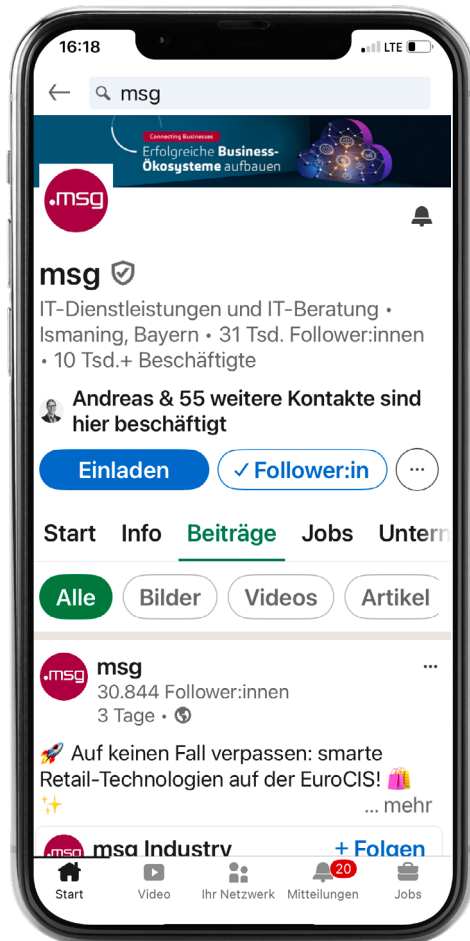 16:18
LTE
msg
Connecting Businesses
Erfolgreiche Business-
Ökosysteme aufbauen
.msg
msg
IT-Dienstleistungen und IT-Beratung •
Ismaning, Bayern • 31 Tsd. Follower:innen
• 10 Tsd.+ Beschäftigte
Andreas & 55 weitere Kontakte sind
hier beschäftigt
Einladen
✓ Follower:in
...
Start Info Beiträge Jobs Untern
Alle Bilder Videos Artikel
.msg
msg
...
30.844 Follower:innen
3 Tage •
🚀 Auf keinen Fall verpassen: smarte
Retail-Technologien auf der EuroCIS! 🛍️
✨
... mehr
.msg
msg Industry
+ Folgen
20
Start Video Ihr Netzwerk Mitteilungen Jobs